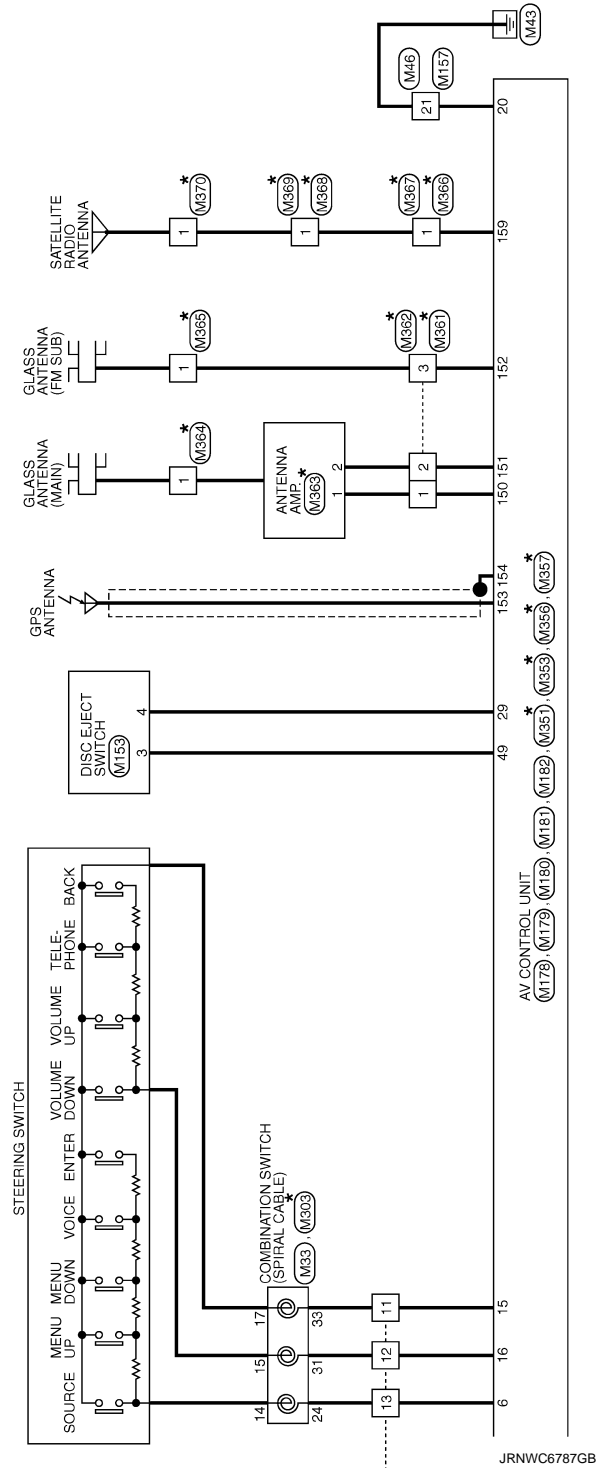 STEERING SWITCH
SOURCE
MENU
UP
MENU
DOWN
VOICE
ENTER
VOLUME
DOWN
VOLUME
UP
TELE-
PHONE
BACK
14
15
17
COMBINATION SWITCH
(SPIRAL CABLE)
M33 , M303 *
24
31
33
13
12
11
6
16
15
DISC EJECT
SWITCH
M153
3
4
49
29
GPS
ANTENNA
153
154
GLASS
ANTENNA
(MAIN)
1
M364 *
ANTENNA
AMP.
M363 *
1
2
1
2
150
151
GLASS
ANTENNA
(FM SUB)
1
M365 *
3
M362 *
M361 *
152
SATELLITE
RADIO
ANTENNA
1
M370 *
1
M369 *
M368 *
1
M367 *
M366 *
159
M43
21
M46
M157
20
AV CONTROL UNIT
M178 , M179 , M180 , M181 , M182 , M351 * , M353 * , M356 * , M357 *
JRNWC6787GB